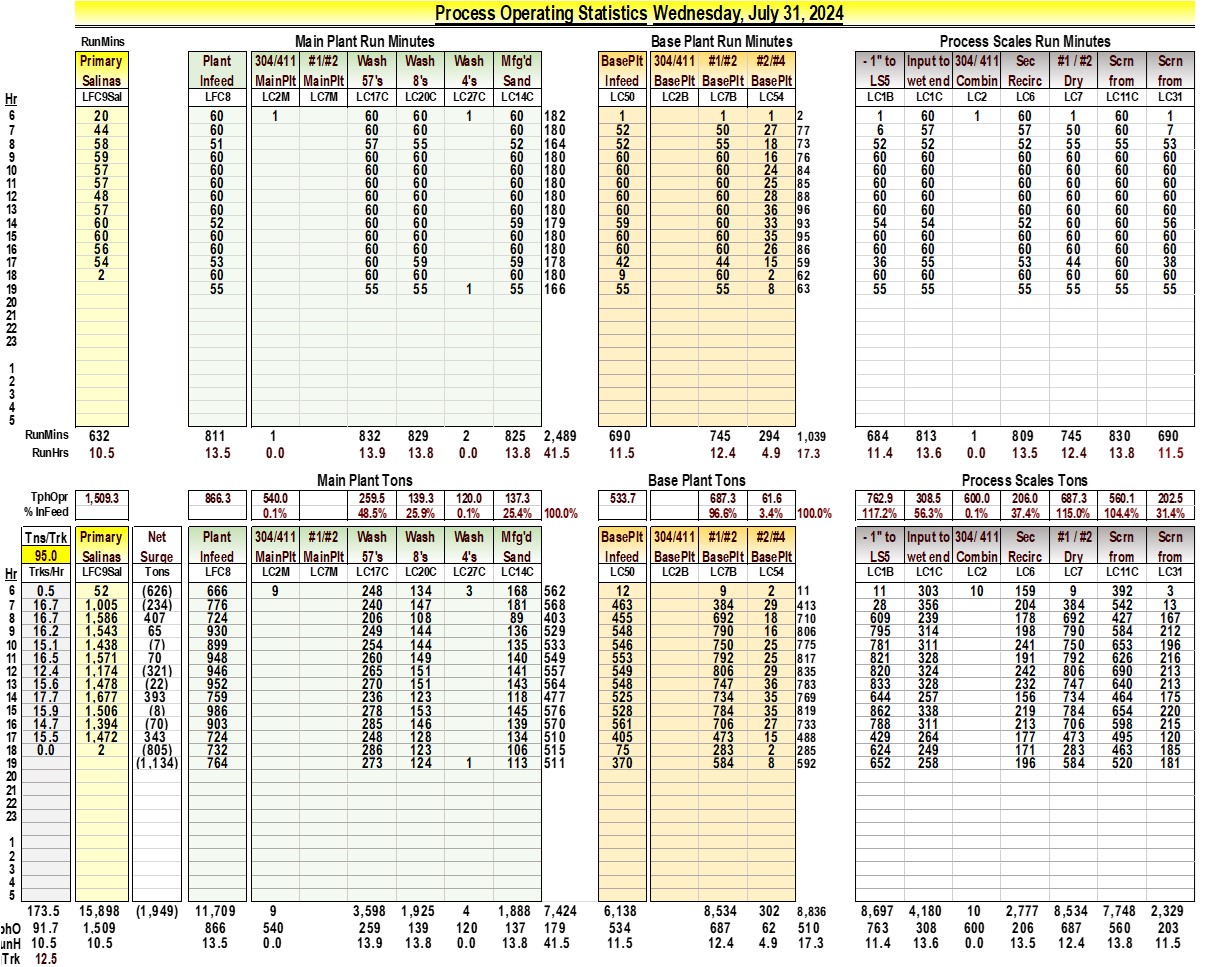 Process Operating Statistics Wednesday, July 31, 2024
RunMins Main Plant Run Minutes Base Plant Run Minutes Process Scales Run Minutes
Primary Plant 304/411 #1/#2 Wash Wash Wash Mfg'd BasePlt 304/411 #1/#2 #2/#4 - 1" to Input to 304/ 411 Sec #1 / #2 Scrn Scrn
Salinas Infeed MainPlt MainPlt 57's 8's 4's Sand Infeed BasePlt BasePlt BasePlt LS5 wet end Combin Recirc Dry from from
Hr LFC9Sal LFC8 LC2M LC7M LC17C LC20C LC27C LC14C LC50 LC2B LC7B LC54 LC1B LC1C LC2 LC6 LC7 LC11C LC31
6 20 60 1 60 60 1 60 182 1 1 1 2 1 60 1 60 1 60 1
7 44 60 60 60 60 180 52 50 27 77 6 57 57 50 60 7
8 58 51 57 55 52 164 52 55 18 73 52 52 52 55 55 53
9 59 60 60 60 60 180 60 60 16 76 60 60 60 60 60 60
10 57 60 60 60 60 180 60 60 24 84 60 60 60 60 60 60
11 57 60 60 60 60 180 60 60 25 85 60 60 60 60 60 60
12 48 60 60 60 60 180 60 60 28 88 60 60 60 60 60 60
13 57 60 60 60 60 180 60 60 36 96 60 60 60 60 60 60
14 60 52 60 60 59 179 59 60 33 93 54 54 52 60 60 56
15 60 60 60 60 60 180 60 60 35 95 60 60 60 60 60 60
16 56 60 60 60 60 180 60 60 26 86 60 60 60 60 60 60
17 54 53 60 59 59 178 42 44 15 59 36 55 53 44 60 38
18 2 60 60 60 60 180 9 60 2 62 60 60 60 60 60 60
19 55 55 55 1 55 166 55 55 8 63 55 55 55 55 55 55
20
21
22
23
1
2
3
4
5
RunMins 632 811 1 832 829 2 825 2,489 690 745 294 1,039 684 813 1 809 745 830 690
RunHrs 10.5 13.5 0.0 13.9 13.8 0.0 13.8 41.5 11.5 12.4 4.9 17.3 11.4 13.6 0.0 13.5 12.4 13.8 11.5
Main Plant Tons Base Plant Tons Process Scales Tons
TphOpr 1,509.3 866.3 540.0 259.5 139.3 120.0 137.3 533.7 687.3 61.6 762.9 308.5 600.0 206.0 687.3 560.1 202.5
% InFeed 0.1% 48.5% 25.9% 0.1% 25.4% 100.0% 96.6% 3.4% 100.0% 117.2% 56.3% 0.1% 37.4% 115.0% 104.4% 31.4%
Tns/Trk Primary Net Plant 304/411 #1/#2 Wash Wash Wash Mfg'd BasePlt 304/411 #1/#2 #2/#4 - 1" to Input to 304/ 411 Sec #1 / #2 Scrn Scrn
95.0 Salinas Surge Infeed MainPlt MainPlt 57's 8's 4's Sand Infeed BasePlt BasePlt BasePlt LS5 wet end Combin Recirc Dry from from
Hr Trks/Hr LFC9Sal Tons LFC8 LC2M LC7M LC17C LC20C LC27C LC14C LC50 LC2B LC7B LC54 LC1B LC1C LC2 LC6 LC7 LC11C LC31
6 0.5 52 (626) 666 9 248 134 3 168 562 12 9 2 11 11 303 10 159 9 392 3
7 16.7 1,005 (234) 776 240 147 181 568 463 384 29 413 28 356 204 384 542 13
8 16.7 1,586 407 724 206 108 89 403 455 692 18 710 609 239 178 692 427 167
9 16.2 1,543 65 930 249 144 136 529 548 790 16 806 795 314 198 790 584 212
10 15.1 1,438 (7) 899 254 144 135 533 546 750 25 775 781 311 241 750 653 196
11 16.5 1,571 70 948 260 149 140 549 553 792 25 817 821 328 191 792 626 216
12 12.4 1,174 (321) 946 265 151 141 557 549 806 29 835 820 324 242 806 690 213
13 15.6 1,478 (22) 952 270 151 143 564 548 747 36 783 833 328 232 747 640 213
14 17.7 1,677 393 759 236 123 118 477 525 734 35 769 644 257 156 734 464 175
15 15.9 1,506 (8) 986 278 153 145 576 528 784 35 819 862 338 219 784 654 220
16 14.7 1,394 (70) 903 285 146 139 570 561 706 27 733 788 311 213 706 598 215
17 15.5 1,472 343 724 248 128 134 510 405 473 15 488 429 264 177 473 495 120
18 0.0 2 (805) 732 286 123 106 515 75 283 2 285 624 249 171 283 463 185
19 (1,134) 764 273 124 1 113 511 370 584 8 592 652 258 196 584 520 181
20
21
22
23
1
2
3
4
5
173.5 15,898 (1,949) 11,709 9 3,598 1,925 4 1,888 7,424 6,138 8,534 302 8,836 8,697 4,180 10 2,777 8,534 7,748 2,329
phO 91.7 1,509 866 540 259 139 120 137 179 534 687 62 510 763 308 600 206 687 560 203
unH 10.5 10.5 13.5 0.0 13.9 13.8 0.0 13.8 41.5 11.5 12.4 4.9 17.3 11.4 13.6 0.0 13.5 12.4 13.8 11.5
Trk 12.5